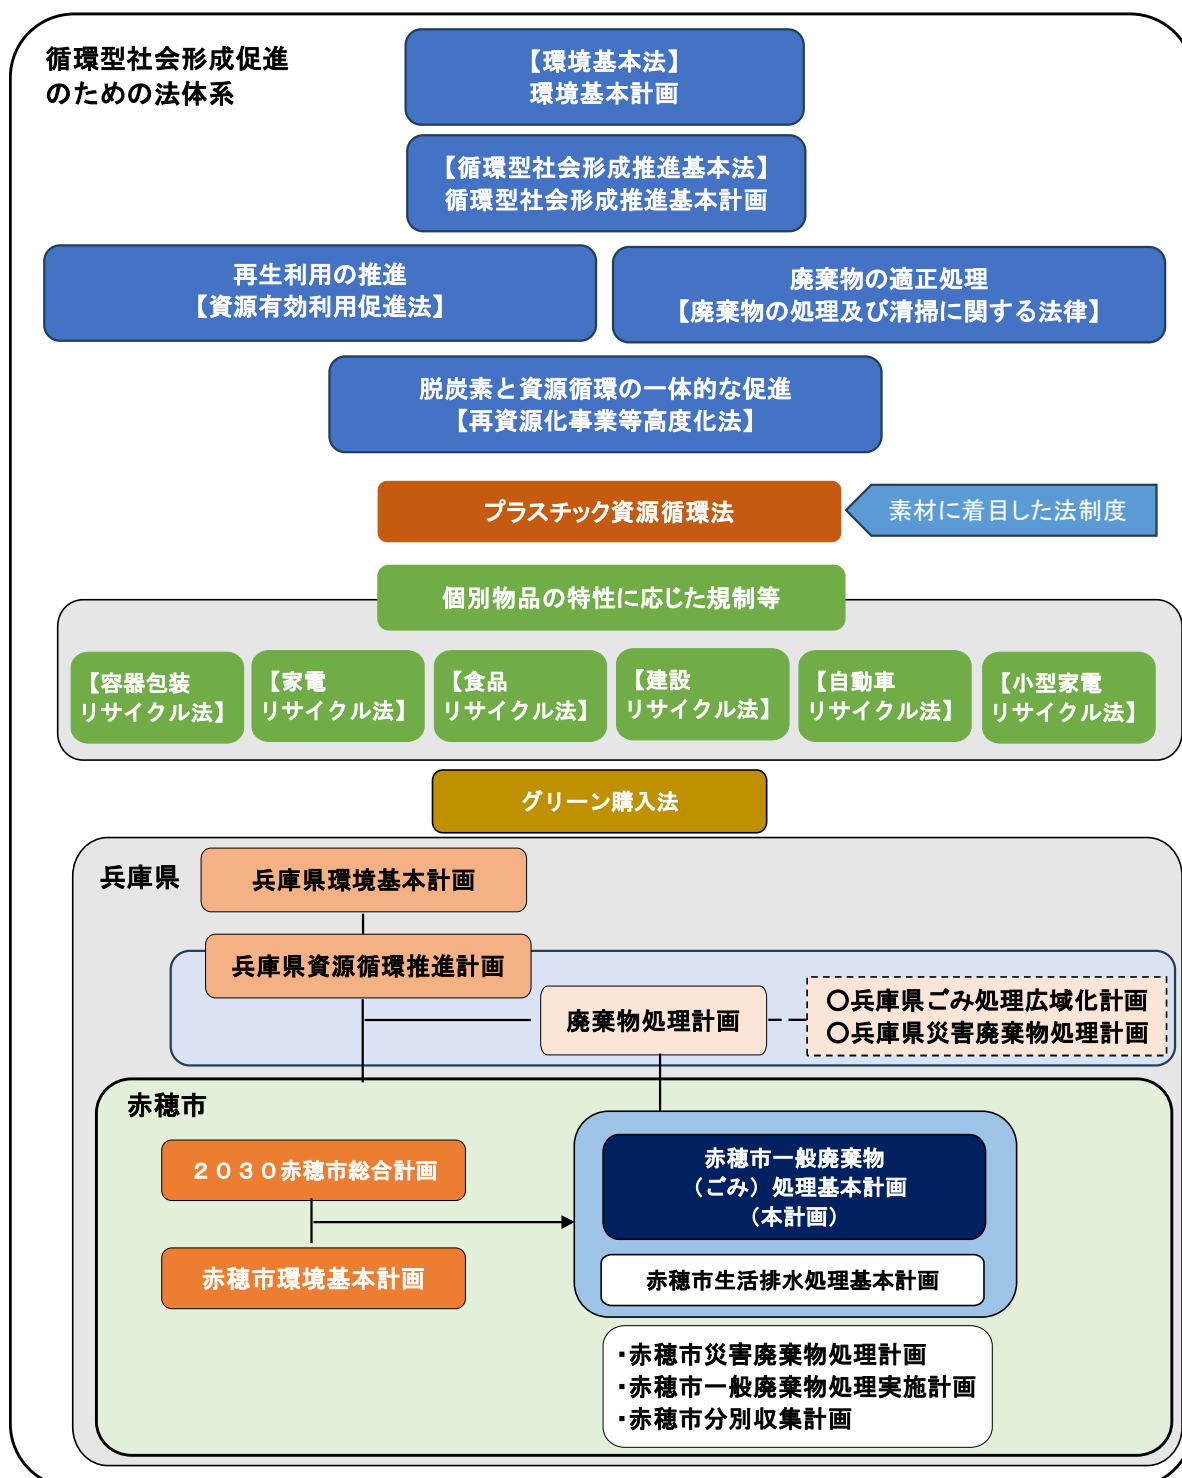 循環型社会形成促進
のための法体系
【環境基本法】
環境基本計画
【循環型社会形成推進基本法】
循環型社会形成推進基本計画
再生利用の推進
【資源有効利用促進法】
廃棄物の適正処理
【廃棄物の処理及び清掃に関する法律】
脱炭素と資源循環の一体的な促進
【再資源化事業等高度化法】
プラスチック資源循環法
素材に着目した法制度
個別物品の特性に応じた規制等
【容器包装
リサイクル法】
【家電
リサイクル法】
【食品
リサイクル法】
【建設
リサイクル法】
【自動車
リサイクル法】
【小型家電
リサイクル法】
グリーン購入法
兵庫県
兵庫県環境基本計画
兵庫県資源循環推進計画
廃棄物処理計画
〇兵庫県ごみ処理広域化計画
〇兵庫県災害廃棄物処理計画
赤穂市
２０３０赤穂市総合計画
赤穂市環境基本計画
赤穂市一般廃棄物
（ごみ）処理基本計画
（本計画）
赤穂市生活排水処理基本計画
・赤穂市災害廃棄物処理計画
・赤穂市一般廃棄物処理実施計画
・赤穂市分別収集計画